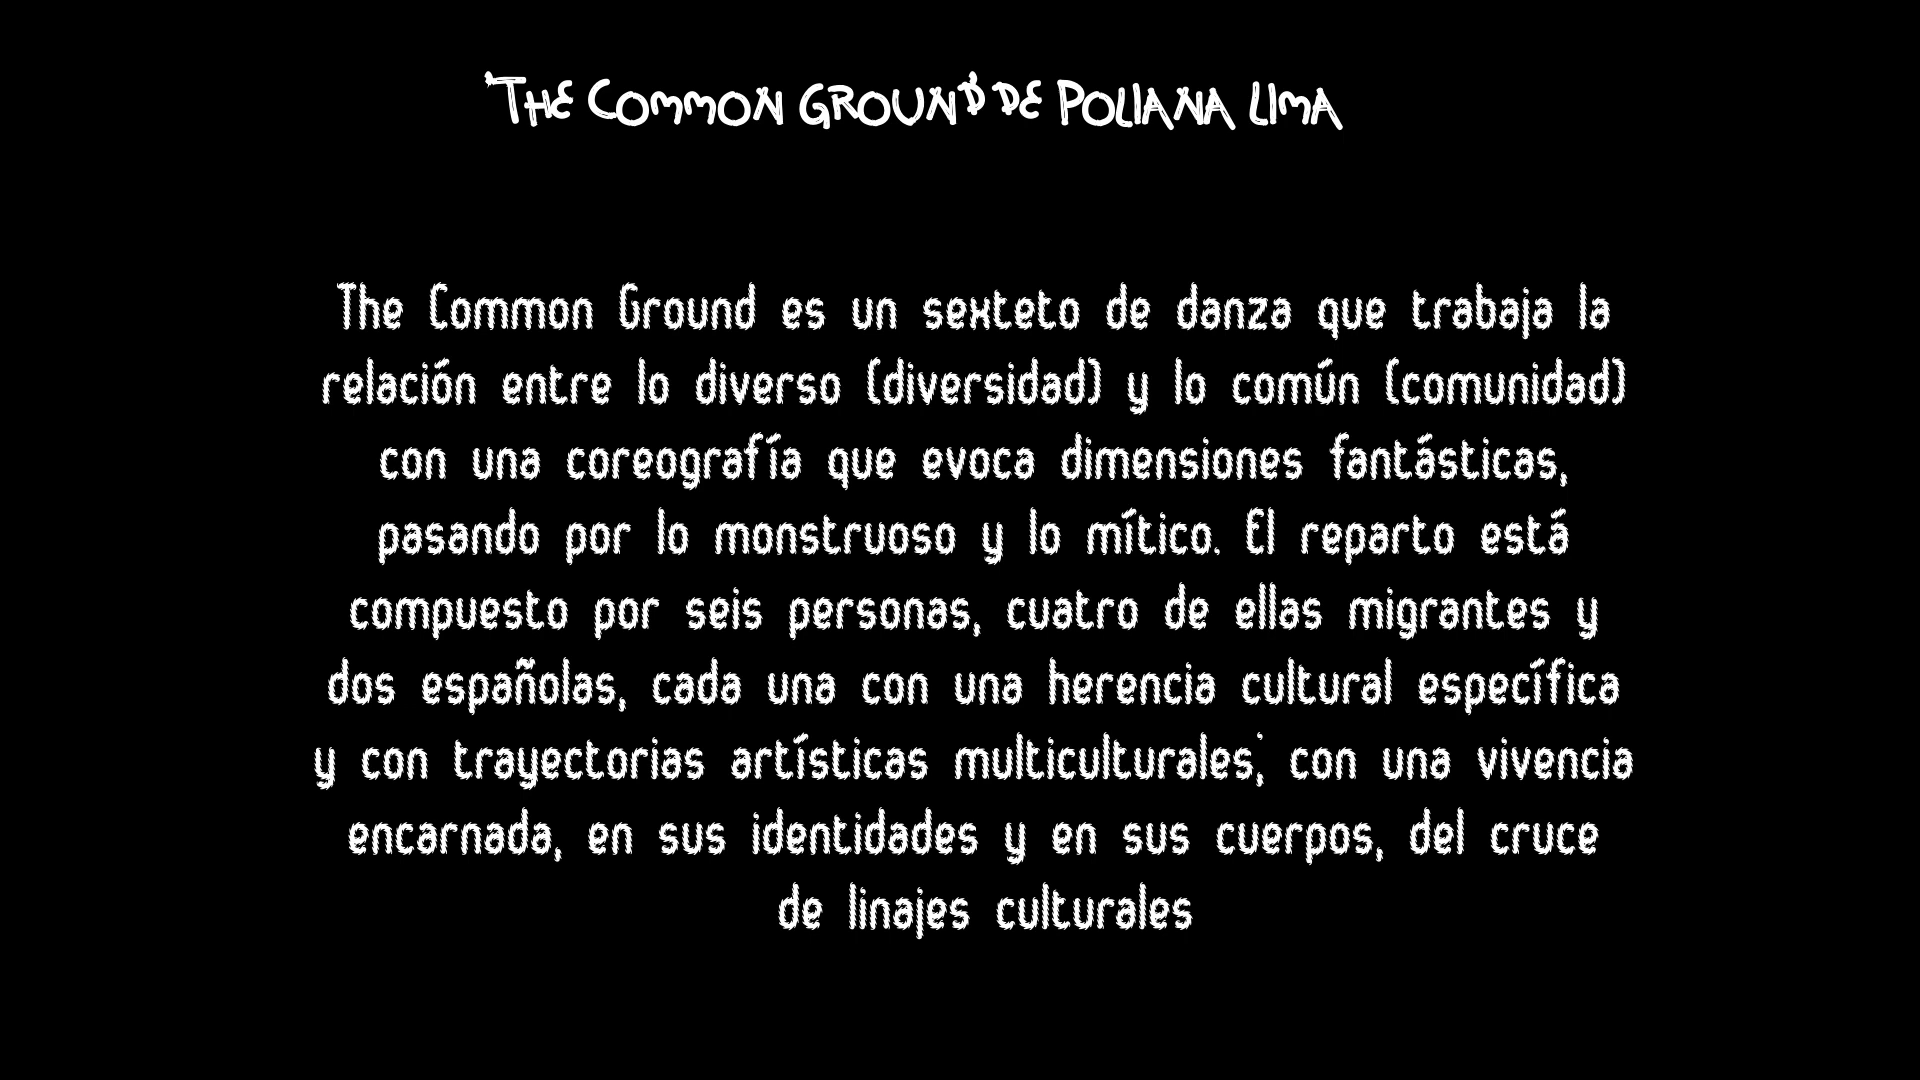 'The Common Ground' de Poliana Lima
The Common Ground es un sexteto de danza que trabaja la
relación entre lo diverso (diversidad) y lo común (comunidad)
con una coreografía que evoca dimensiones fantásticas,
pasando por lo monstruoso y lo mítico. El reparto está
compuesto por seis personas, cuatro de ellas migrantes y
dos españolas, cada una con una herencia cultural específica
y con trayectorias artísticas multiculturales; con una vivencia
encarnada, en sus identidades y en sus cuerpos, del cruce
de linajes culturales